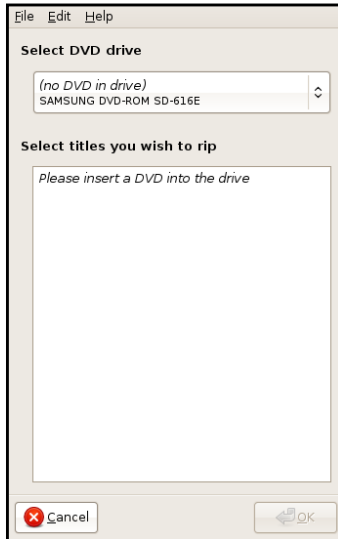 File Edit Help
Select DVD drive
(no DVD in drive)
SAMSUNG DVD-ROM SD-616E
Select titles you wish to rip
Please insert a DVD into the drive
Cancel OK